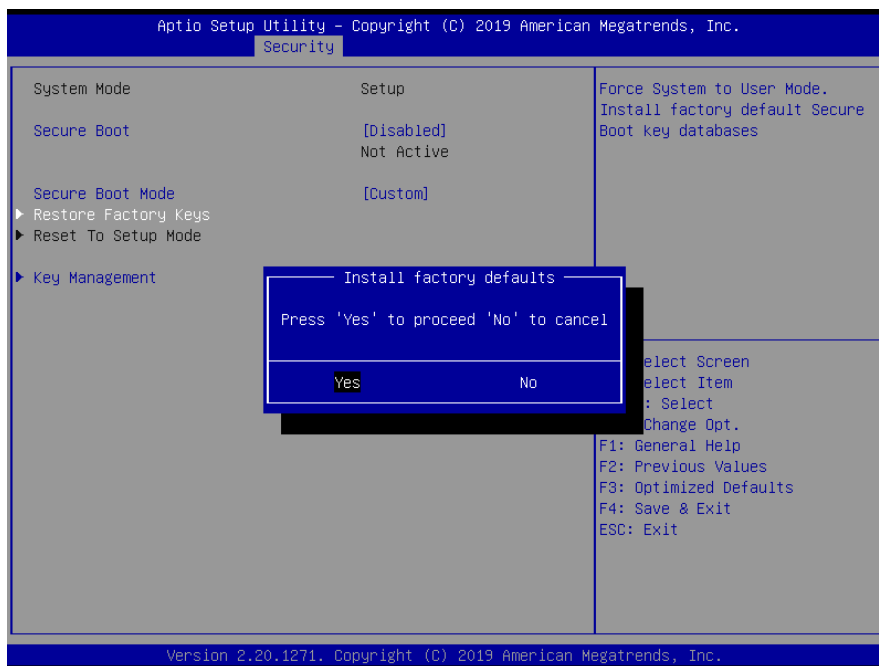 Aptio Setup Utility – Copyright (C) 2019 American Megatrends, Inc.
Security
System Mode Setup
Secure Boot [Disabled]
Not Active
Secure Boot Mode [Custom]
Restore Factory Keys
Reset To Setup Mode
Key Management
Force System to User Mode.
Install factory default Secure
Boot key databases
Install factory defaults
Press 'Yes' to proceed 'No' to cancel
Yes No
elect Screen
elect Item
: Select
Change Opt.
F1: General Help
F2: Previous Values
F3: Optimized Defaults
F4: Save & Exit
ESC: Exit
Version 2.20.1271. Copyright (C) 2019 American Megatrends, Inc.